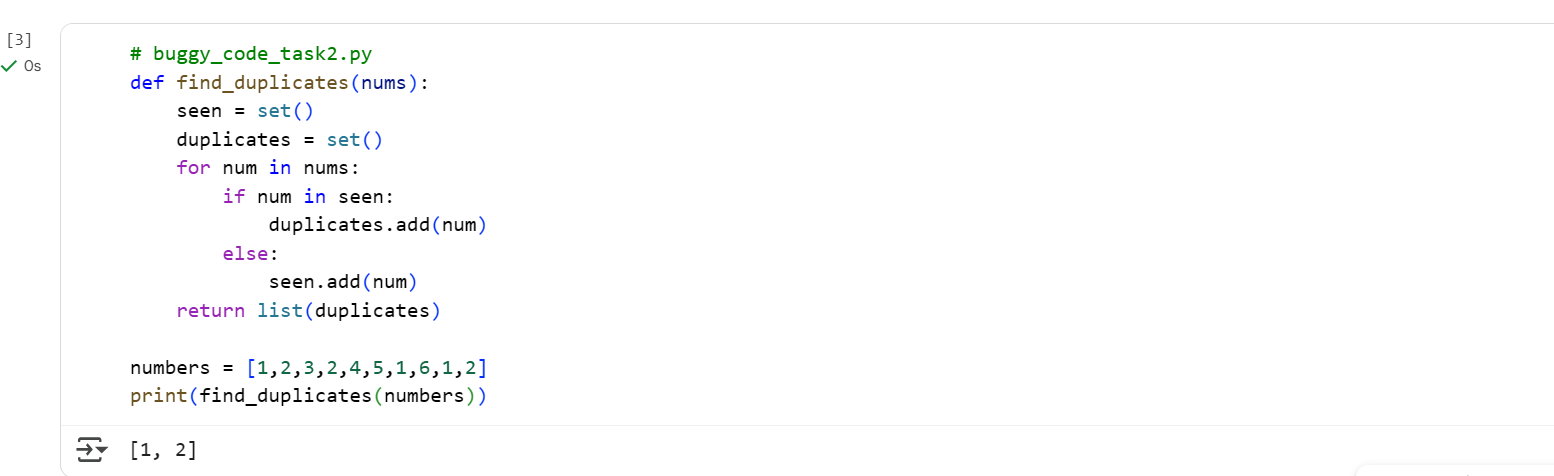 [3]
0s
# buggy_code_task2.py
def find_duplicates(nums):
    seen = set()
    duplicates = set()
    for num in nums:
        if num in seen:
            duplicates.add(num)
        else:
            seen.add(num)
    return list(duplicates)

numbers = [1,2,3,2,4,5,1,6,1,2]
print(find_duplicates(numbers))
[1, 2]